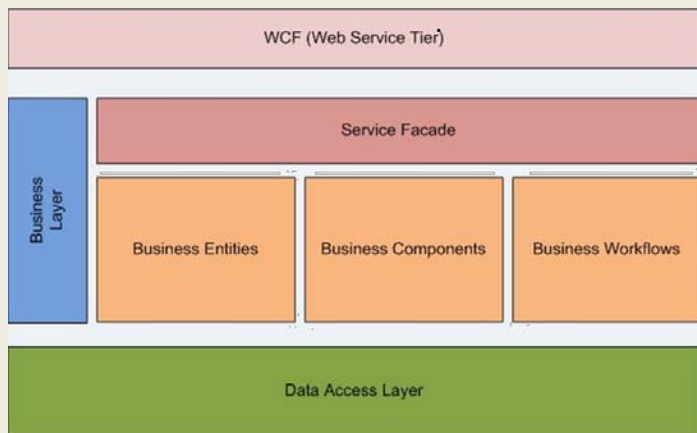 WCF (Web Service Tier)
Business
Layer
Service Facade
Business Entities
Business Components
Business Workflows
Data Access Layer